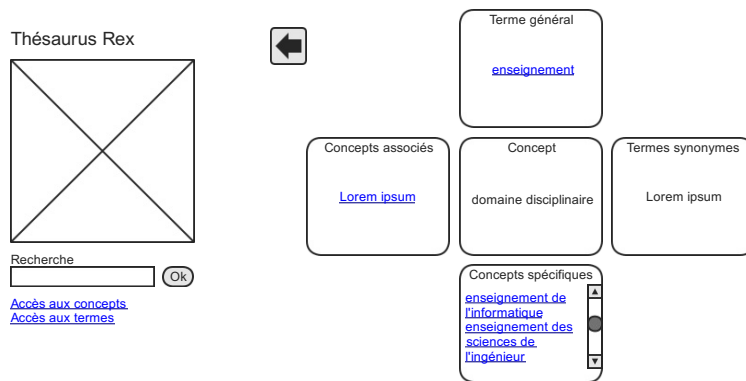 Thésaurus Rex
Recherche
Ok
Accès aux concepts
Accès aux termes
Terme général
enseignement
Concepts associés
Lorem ipsum
Concept
domaine disciplinaire
Termes synonymes
Lorem ipsum
Concepts spécifiques
enseignement de
l'informatique
enseignement des
sciences de
l'ingénieur